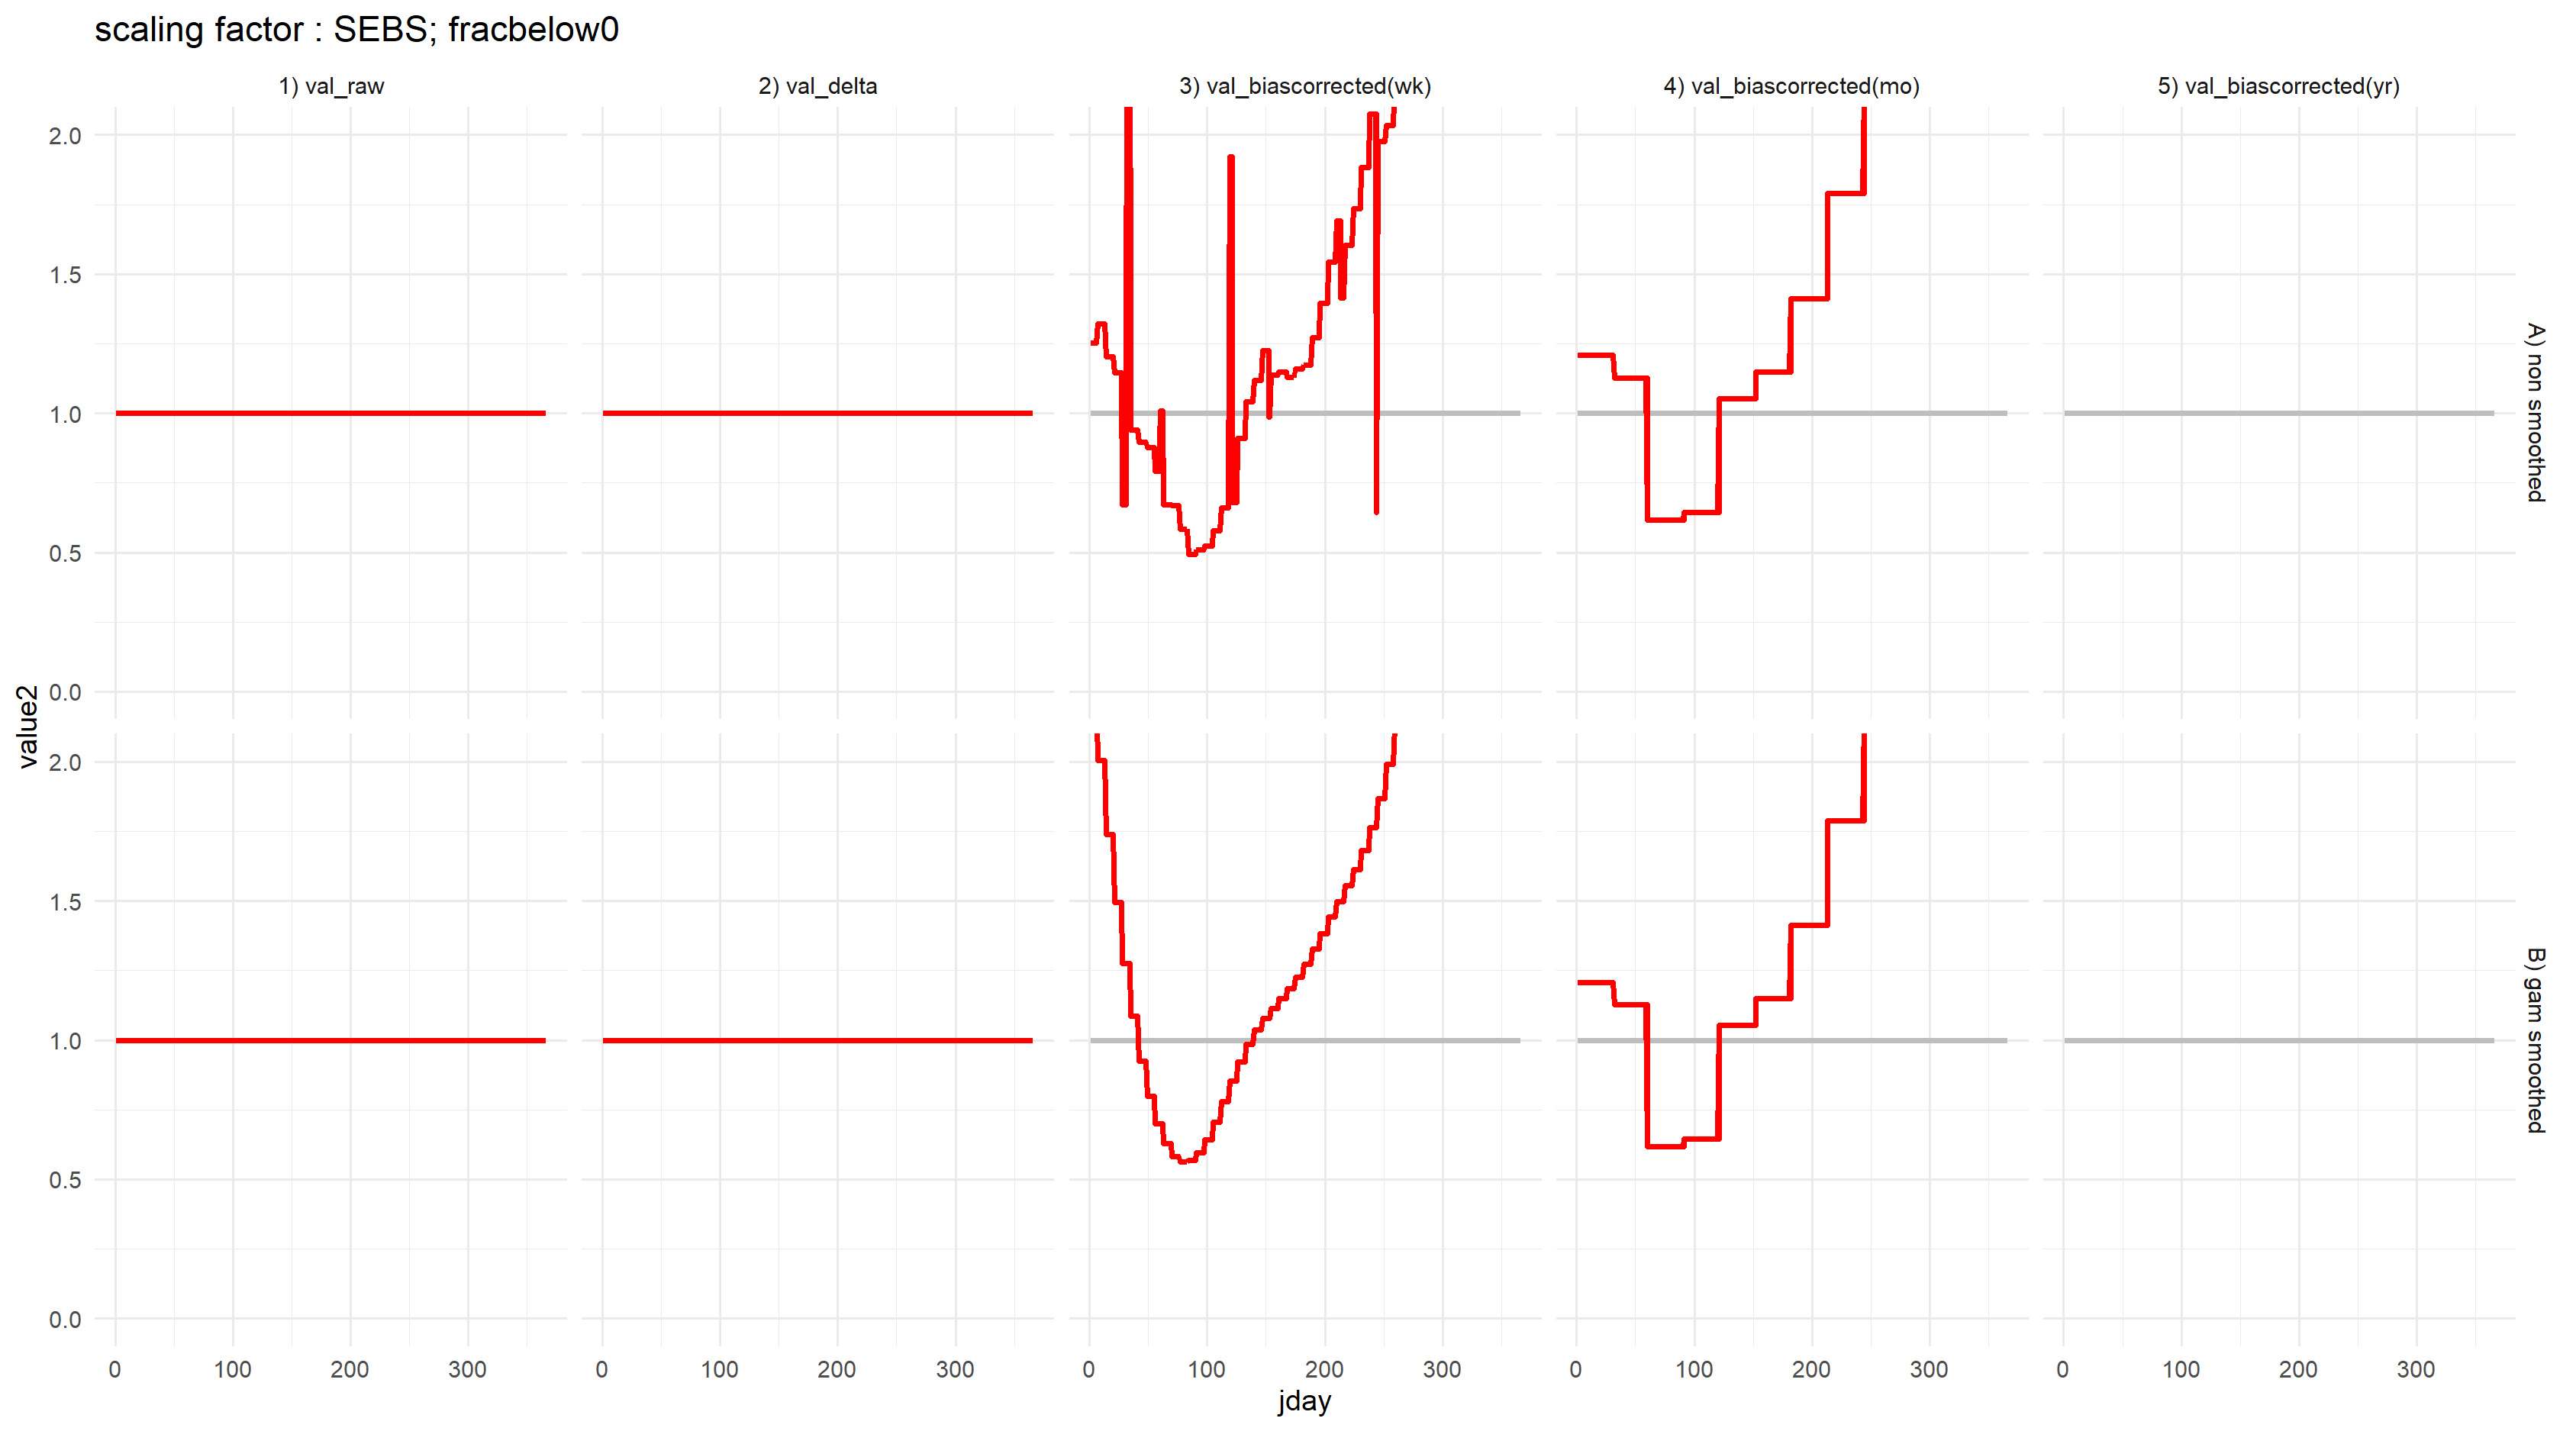 scaling factor : SEBS; fracbelow0
1) val_raw
2) val_delta
3) val_biascorrected(wk)
4) val_biascorrected(mo)
5) val_biascorrected(yr)
2.0
1.5
1.0
0.5
0.0
A) non smoothed
value2
2.0
1.5
1.0
0.5
0.0
B) gam smoothed
0 100 200 300
0 100 200 300
0 100 200 300
0 100 200 300
0 100 200 300
jday